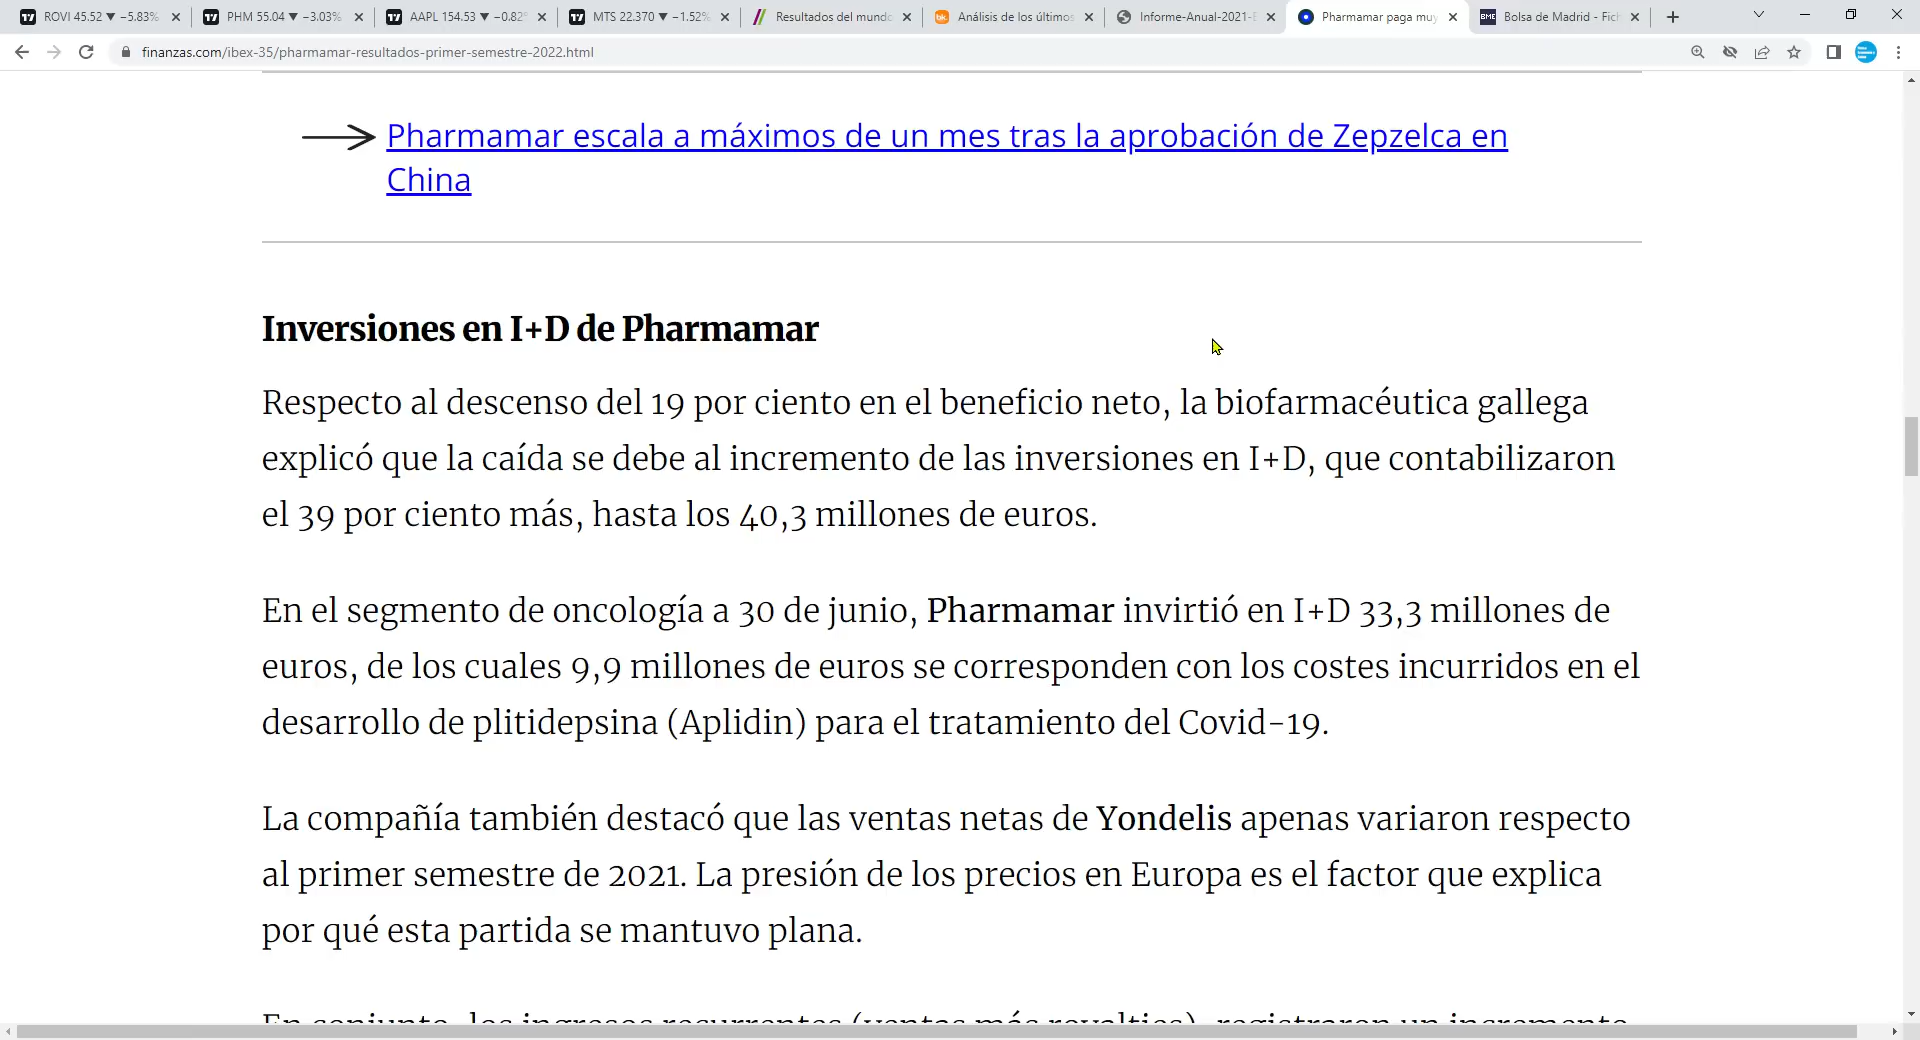 ROVI 45.52 ▼ −5.83%
PHM 55.04 ▼ −3.03%
AAPL 154.53 ▼ −0.82
MTS 22.370 ▼ −1.52%
Resultados del mundo
Análisis de los últimos
Informe-Anual-2021-
Pharmamar paga muy
Bolsa de Madrid - Fich
finanzas.com/ibex-35/pharmamar-resultados-primer-semestre-2022.html
Pharmamar escala a máximos de un mes tras la aprobación de Zepzelca en
China
Inversiones en I+D de Pharmamar
Respecto al descenso del 19 por ciento en el beneficio neto, la biofarmacéutica gallega
explicó que la caída se debe al incremento de las inversiones en I+D, que contabilizaron
el 39 por ciento más, hasta los 40,3 millones de euros.
En el segmento de oncología a 30 de junio, Pharmamar invirtió en I+D 33,3 millones de
euros, de los cuales 9,9 millones de euros se corresponden con los costes incurridos en el
desarrollo de plitidepsina (Aplidin) para el tratamiento del Covid-19.
La compañía también destacó que las ventas netas de Yondelis apenas variaron respecto
al primer semestre de 2021. La presión de los precios en Europa es el factor que explica
por qué esta partida se mantuvo plana.
En conjunto, los ingresos recurrentes (ventas más royalties), registraron un incremento